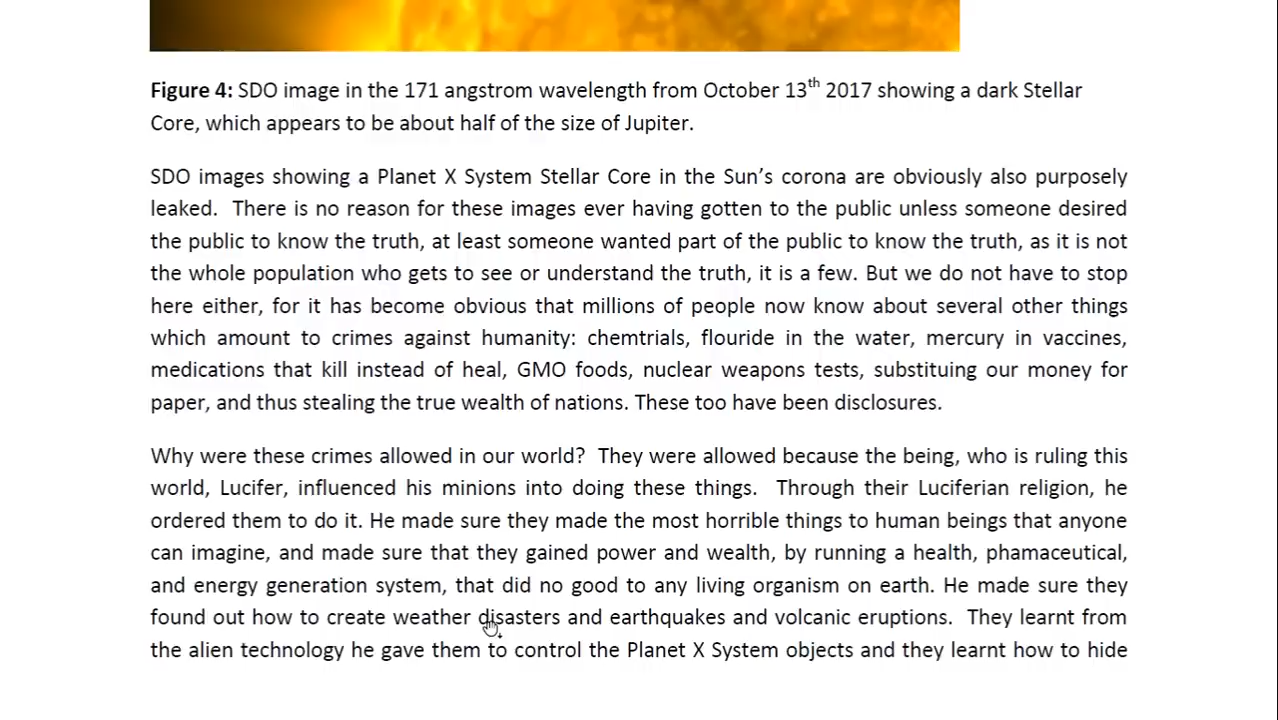 Figure 4: SDO image in the 171 angstrom wavelength from October 13th 2017 showing a dark Stellar
Core, which appears to be about half of the size of Jupiter.
SDO images showing a Planet X System Stellar Core in the Sun’s corona are obviously also purposely
leaked.  There is no reason for these images ever having gotten to the public unless someone desired
the public to know the truth, at least someone wanted part of the public to know the truth, as it is not
the whole population who gets to see or understand the truth, it is a few. But we do not have to stop
here either, for it has become obvious that millions of people now know about several other things
which amount to crimes against humanity: chemtrials, flouride in the water, mercury in vaccines,
medications that kill instead of heal, GMO foods, nuclear weapons tests, substituing our money for
paper, and thus stealing the true wealth of nations. These too have been disclosures.
Why were these crimes allowed in our world?  They were allowed because the being, who is ruling this
world, Lucifer, influenced his minions into doing these things.  Through their Luciferian religion, he
ordered them to do it. He made sure they made the most horrible things to human beings that anyone
can imagine, and made sure that they gained power and wealth, by running a health, phamaceutical,
and energy generation system, that did no good to any living organism on earth. He made sure they
found out how to create weather disasters and earthquakes and volcanic eruptions.  They learnt from
the alien technology he gave them to control the Planet X System objects and they learnt how to hide